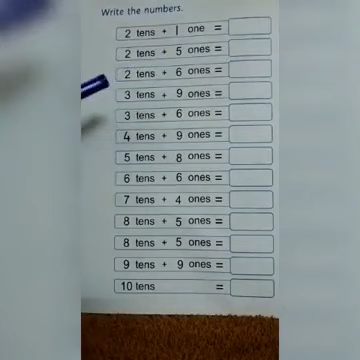 Write the numbers.
2 tens + 1 one =
2 tens + 5 ones =
2 tens + 6 ones =
3 tens + 9 ones =
3 tens + 6 ones =
4 tens + 9 ones =
5 tens + 8 ones =
6 tens + 6 ones =
7 tens + 4 ones =
8 tens + 5 ones =
8 tens + 5 ones =
9 tens + 9 ones =
10 tens =